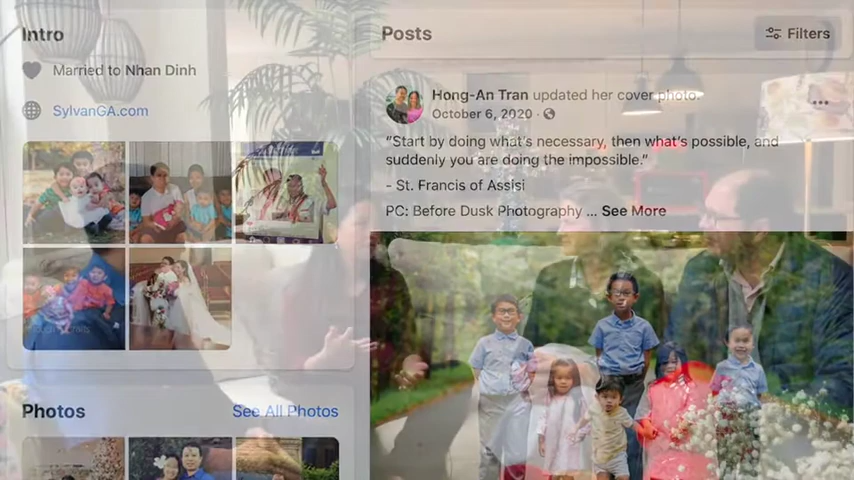 Intro
Married to Nhan Dinh
SylvanGA.com
Photos
See All Photos
Posts
Filters
Hong-An Tran updated her cover photo.
October 6, 2020 ·
"Start by doing what's necessary, then what's possible, and
suddenly you are doing the impossible."
- St. Francis of Assisi
PC: Before Dusk Photography ... See More